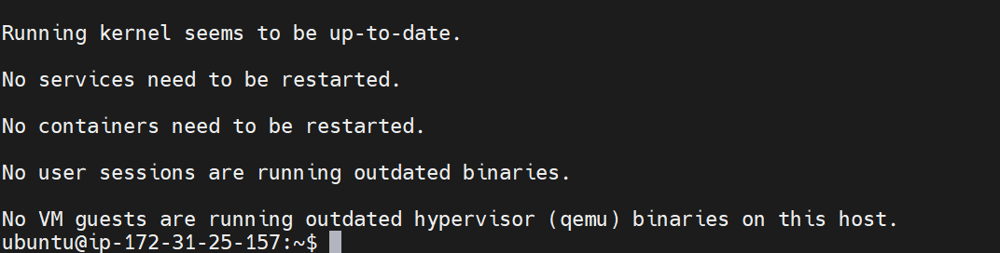 Running kernel seems to be up-to-date.
No services need to be restarted.
No containers need to be restarted.
No user sessions are running outdated binaries.
No VM guests are running outdated hypervisor (qemu) binaries on this host.
ubuntu@ip-172-31-25-157:~$